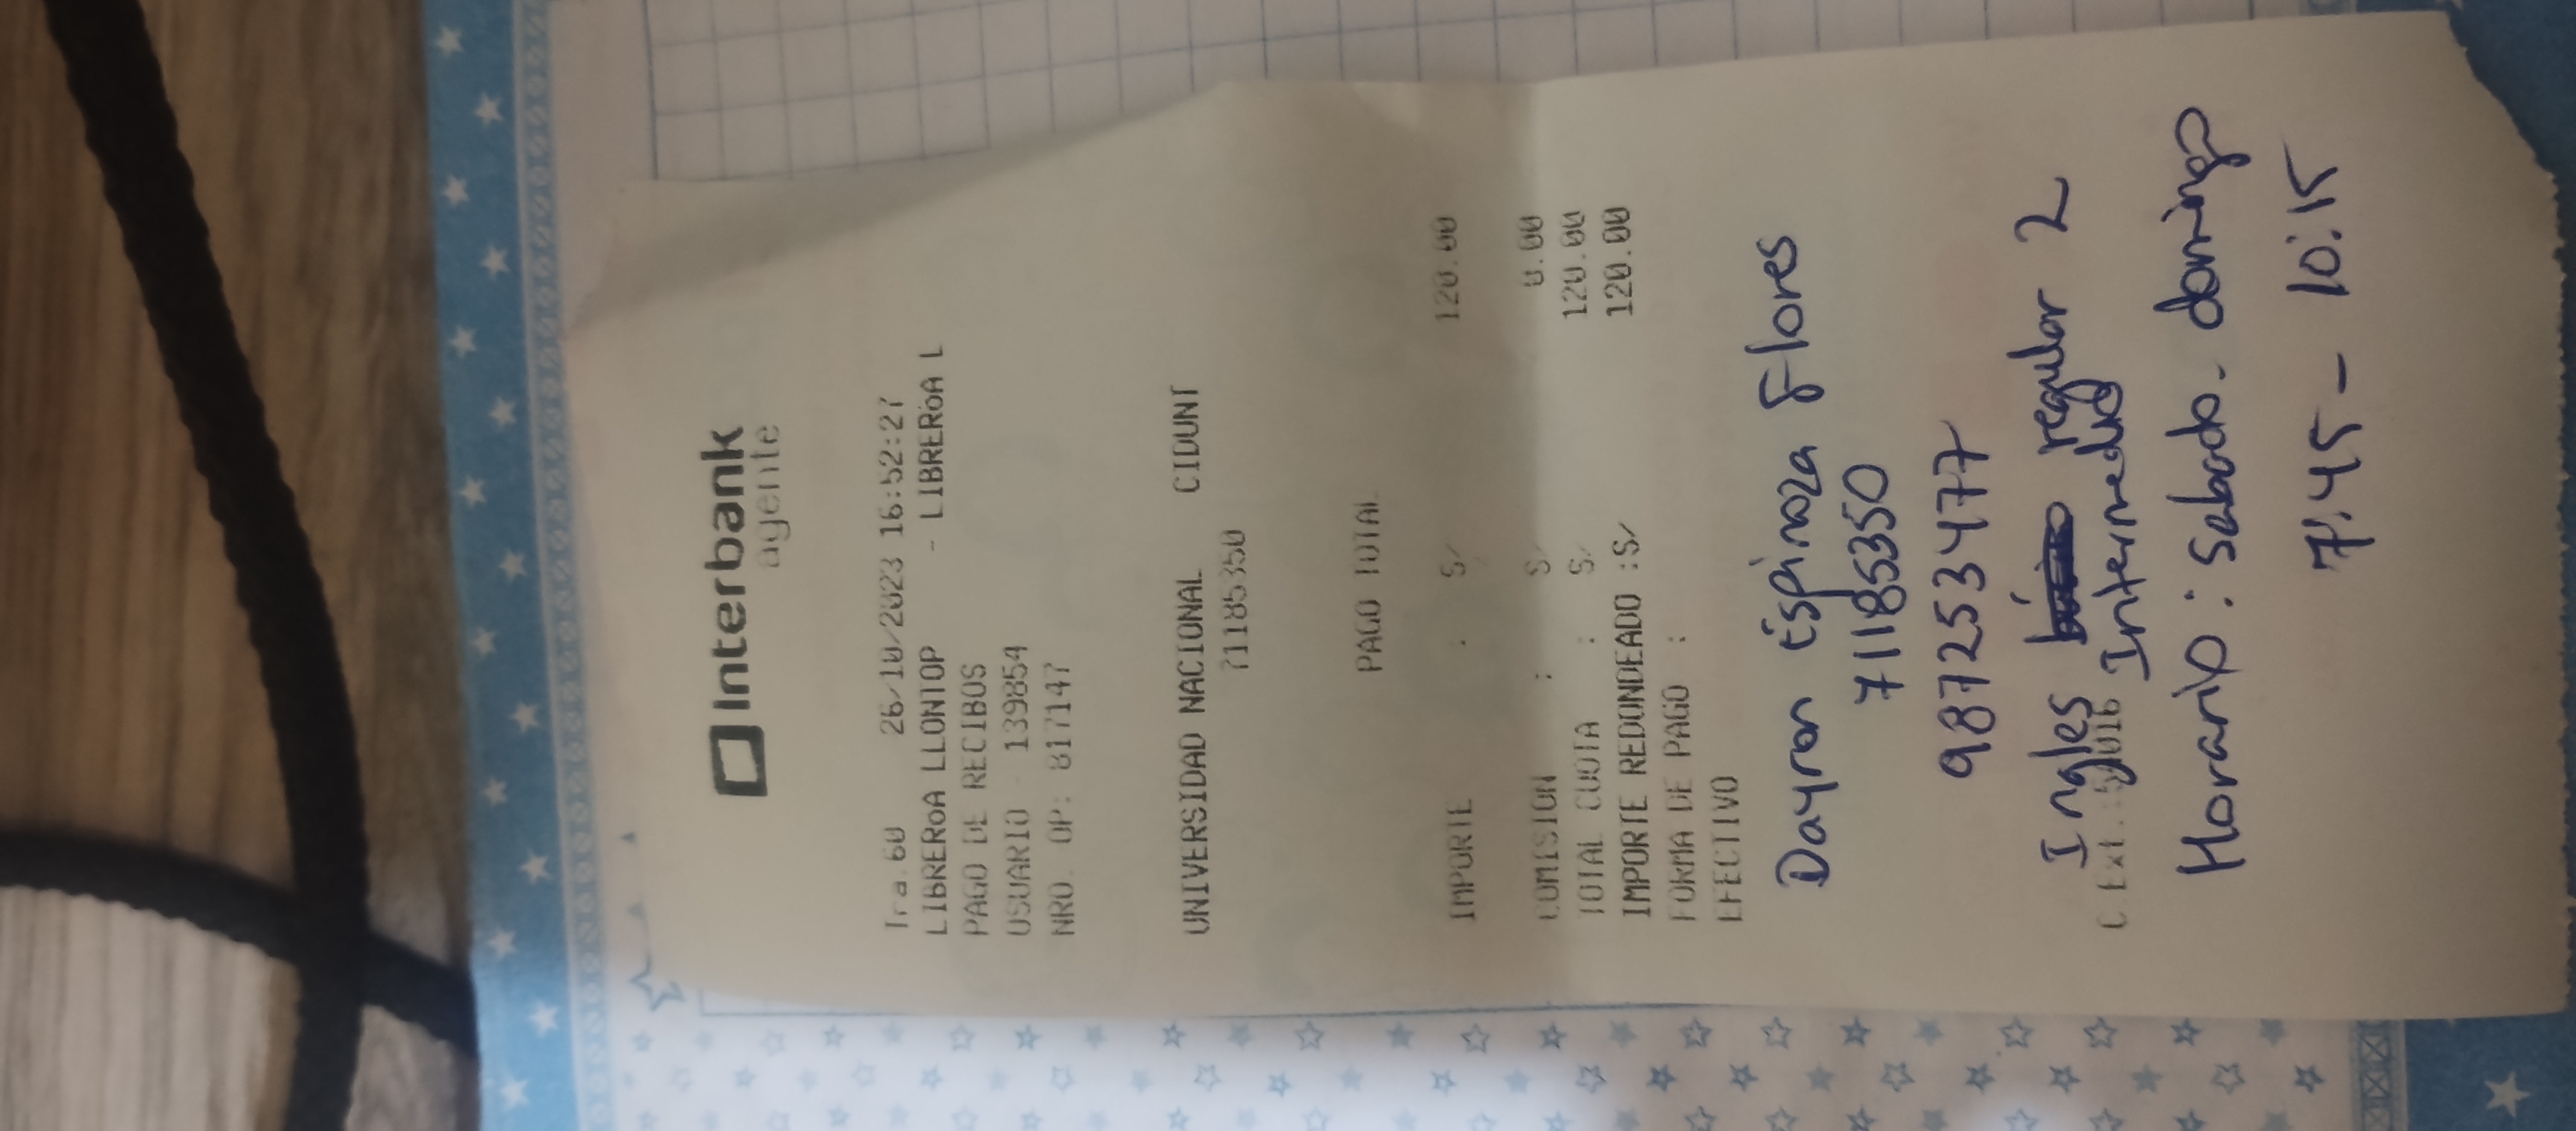 Interbank
agente
Tra.60 26/10/2023 16:52:27
LIBRERoA LLONTOP - LIBRERoA L
PAGO DE RECIBOS
USUARIO 139854
NRO. OP: 817147
UNIVERSIDAD NACIONAL CIDUNT
71185350
PAGO TOTAL
IMPORTE : S/ 120.00
COMISION : S/ 0.00
TOTAL CUOTA : S/ 120.00
IMPORTE REDONDEADO :S/ 120.00
FORMA DE PAGO :
EFECTIVO
Dayron Espinoza Flores
71185350
987253477
Ingles regular 2
Intermedio
C.Ext.:
Horario : sabado - domingo
7:45 - 10:15